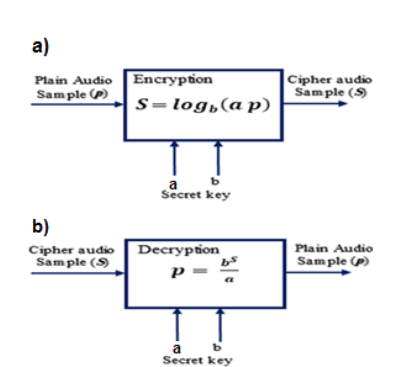 a)
Plain Audio
Sample (p)
Encryption
S = log_b(a p)
Cipher audio
Sample (S)
a b
Secret key
b)
Cipher audio
Sample (S)
Decryption
p = b^s/a
Plain Audio
Sample (p)
a b
Secret key